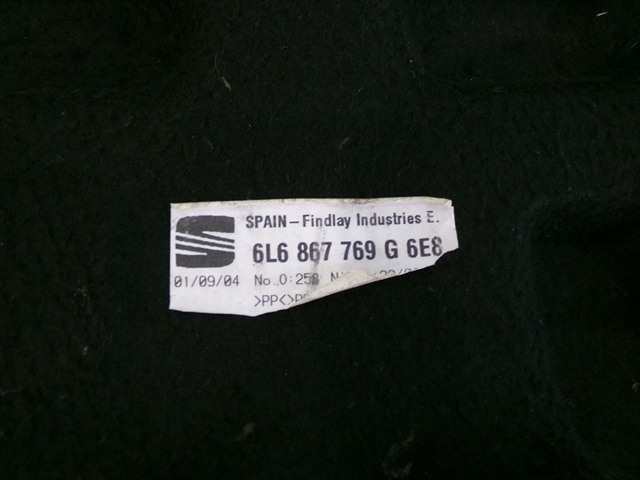 SPAIN – Findlay Industries E.
6L6 867 769 G 6E8
01/09/04 No. 0:258
>PP<>